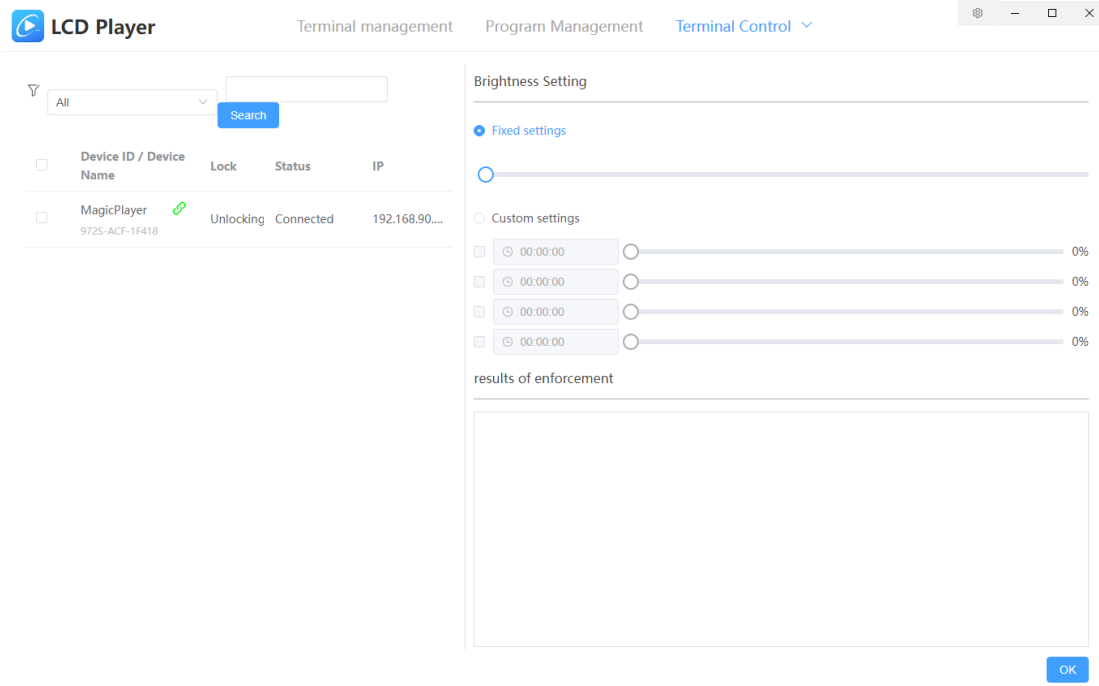 LCD Player
Terminal management
Program Management
Terminal Control
All
Search
Device ID / Device
Name
Lock
Status
IP
MagicPlayer
972S-ACF-1F418
Unlocking
Connected
192.168.90....
Brightness Setting
Fixed settings
Custom settings
00:00:00
0%
00:00:00
0%
00:00:00
0%
00:00:00
0%
results of enforcement
OK